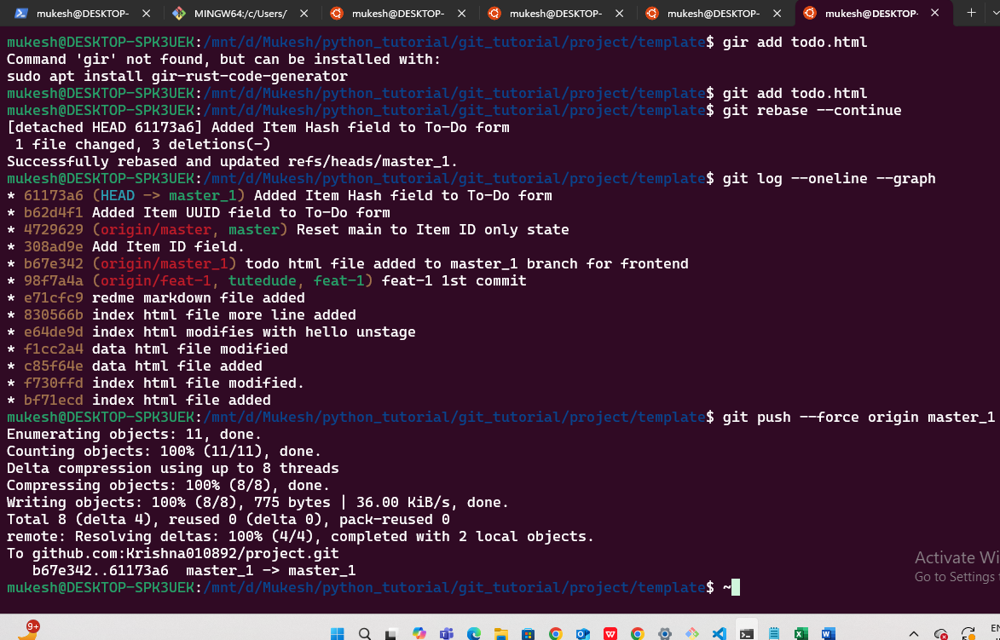 mukesh@DESKTOP- MINGW64:/c/Users/ mukesh@DESKTOP- mukesh@DESKTOP- mukesh@DESKTOP- mukesh@DESKTOP-
mukesh@DESKTOP-SPK3UEK:/mnt/d/Mukesh/python_tutorial/git_tutorial/project/template$ gir add todo.html
Command 'gir' not found, but can be installed with:
sudo apt install gir-rust-code-generator
mukesh@DESKTOP-SPK3UEK:/mnt/d/Mukesh/python_tutorial/git_tutorial/project/template$ git add todo.html
mukesh@DESKTOP-SPK3UEK:/mnt/d/Mukesh/python_tutorial/git_tutorial/project/template$ git rebase --continue
[detached HEAD 61173a6] Added Item Hash field to To-Do form
 1 file changed, 3 deletions(-)
Successfully rebased and updated refs/heads/master_1.
mukesh@DESKTOP-SPK3UEK:/mnt/d/Mukesh/python_tutorial/git_tutorial/project/template$ git log --oneline --graph
* 61173a6 (HEAD -> master_1) Added Item Hash field to To-Do form
* b62d4f1 Added Item UUID field to To-Do form
* 4729629 (origin/master, master) Reset main to Item ID only state
* 308ad9e Add Item ID field.
* b67e342 (origin/master_1) todo html file added to master_1 branch for frontend
* 98f7a4a (origin/feat-1, tutedude, feat-1) feat-1 1st commit
* e71cfc9 redme markdown file added
* 830566b index html file more line added
* e64de9d index html modifies with hello unstage
* f1cc2a4 data html file modified
* c85f64e data html file added
* f730ffd index html file modified.
* bf71ecd index html file added
mukesh@DESKTOP-SPK3UEK:/mnt/d/Mukesh/python_tutorial/git_tutorial/project/template$ git push --force origin master_1
Enumerating objects: 11, done.
Counting objects: 100% (11/11), done.
Delta compression using up to 8 threads
Compressing objects: 100% (8/8), done.
Writing objects: 100% (8/8), 775 bytes | 36.00 KiB/s, done.
Total 8 (delta 4), reused 0 (delta 0), pack-reused 0
remote: Resolving deltas: 100% (4/4), completed with 2 local objects.
To github.com:Krishna010892/project.git
   b67e342..61173a6  master_1 -> master_1
mukesh@DESKTOP-SPK3UEK:/mnt/d/Mukesh/python_tutorial/git_tutorial/project/template$ ~
Activate Wi
Go to Settings t
9+
EN